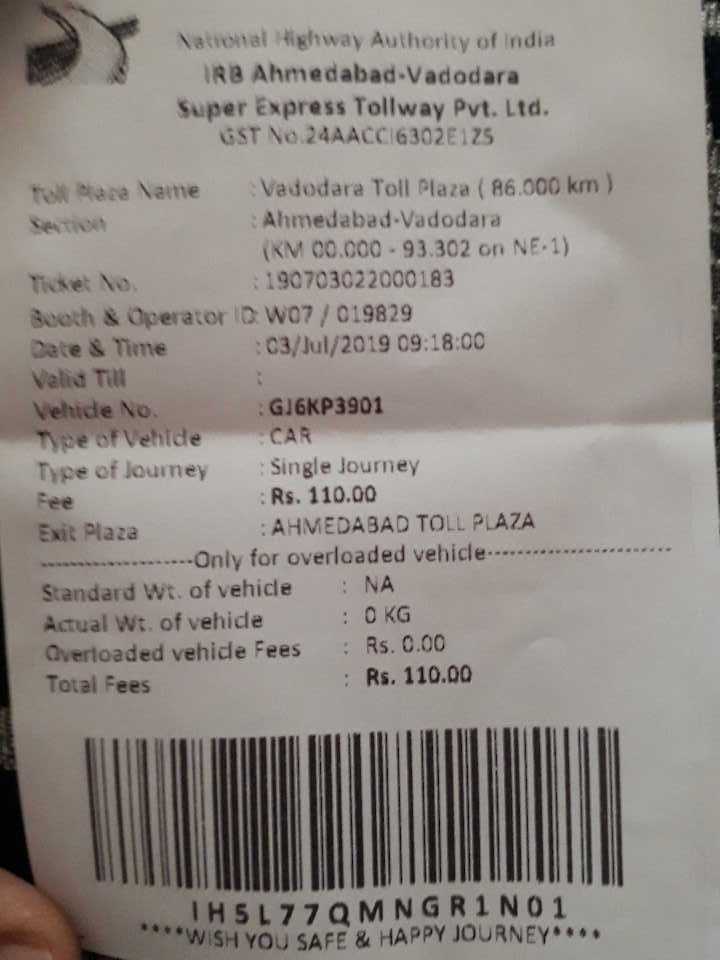 National Highway Authority of India
IRB Ahmedabad-Vadodara
Super Express Tollway Pvt. Ltd.
GST No.24AACCI6302E1Z5
Toll Plaza Name : Vadodara Toll Plaza ( 86.000 km )
Section : Ahmedabad-Vadodara
(KM 00.000 - 93.302 on NE-1)
Ticket No. : 190703022000183
Booth & Operator ID: W07 / 019829
Date & Time : 03/Jul/2019 09:18:00
Valid Till :
Vehicle No. : GJ6KP3901
Type of Vehicle : CAR
Type of Journey : Single Journey
Fee : Rs. 110.00
Exit Plaza : AHMEDABAD TOLL PLAZA
--------------------Only for overloaded vehicle------------------------
Standard Wt. of vehicle : NA
Actual Wt. of vehicle : 0 KG
Overloaded vehicle Fees : Rs. 0.00
Total Fees : Rs. 110.00
IH5L77QMNGR1N01
****WISH YOU SAFE & HAPPY JOURNEY****